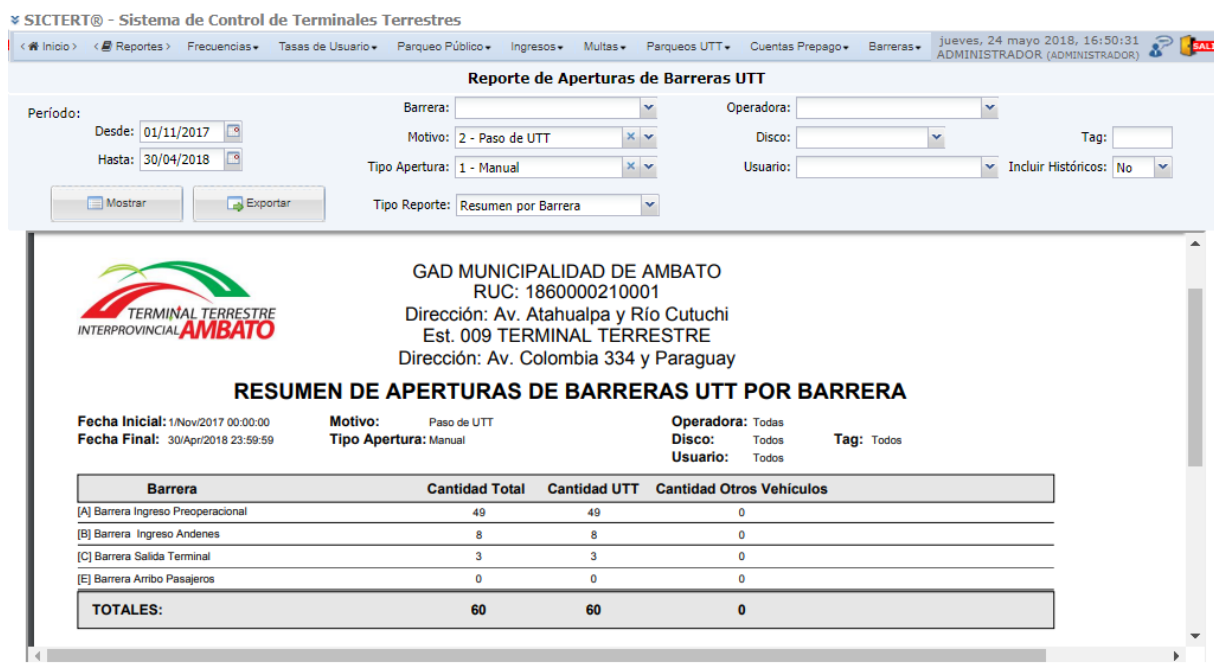 SICTERT® - Sistema de Control de Terminales Terrestres
< Inicio > < Reportes > Frecuencias Tasas de Usuario Parqueo Público Ingresos Multas Parqueos UTT Cuentas Prepago Barreras jueves, 24 mayo 2018, 16:50:31
ADMINISTRADOR (ADMINISTRADOR)
Reporte de Aperturas de Barreras UTT
Período:
Desde: 01/11/2017
Hasta: 30/04/2018
Barrera: Operadora:
Motivo: 2 - Paso de UTT Disco: Tag:
Tipo Apertura: 1 - Manual Usuario: Incluir Históricos: No
Mostrar Exportar Tipo Reporte: Resumen por Barrera
TERMINAL TERRESTRE
INTERPROVINCIAL AMBATO
GAD MUNICIPALIDAD DE AMBATO
RUC: 1860000210001
Dirección: Av. Atahualpa y Río Cutuchi
Est. 009 TERMINAL TERRESTRE
Dirección: Av. Colombia 334 y Paraguay
RESUMEN DE APERTURAS DE BARRERAS UTT POR BARRERA
Fecha Inicial: 1/Nov/2017 00:00:00 Motivo: Paso de UTT Operadora: Todas
Fecha Final: 30/Apr/2018 23:59:59 Tipo Apertura: Manual Disco: Todos Tag: Todos
Usuario: Todos
Barrera Cantidad Total Cantidad UTT Cantidad Otros Vehículos
[A] Barrera Ingreso Preoperacional 49 49 0
[B] Barrera Ingreso Andenes 8 8 0
[C] Barrera Salida Terminal 3 3 0
[E] Barrera Arribo Pasajeros 0 0 0
TOTALES: 60 60 0